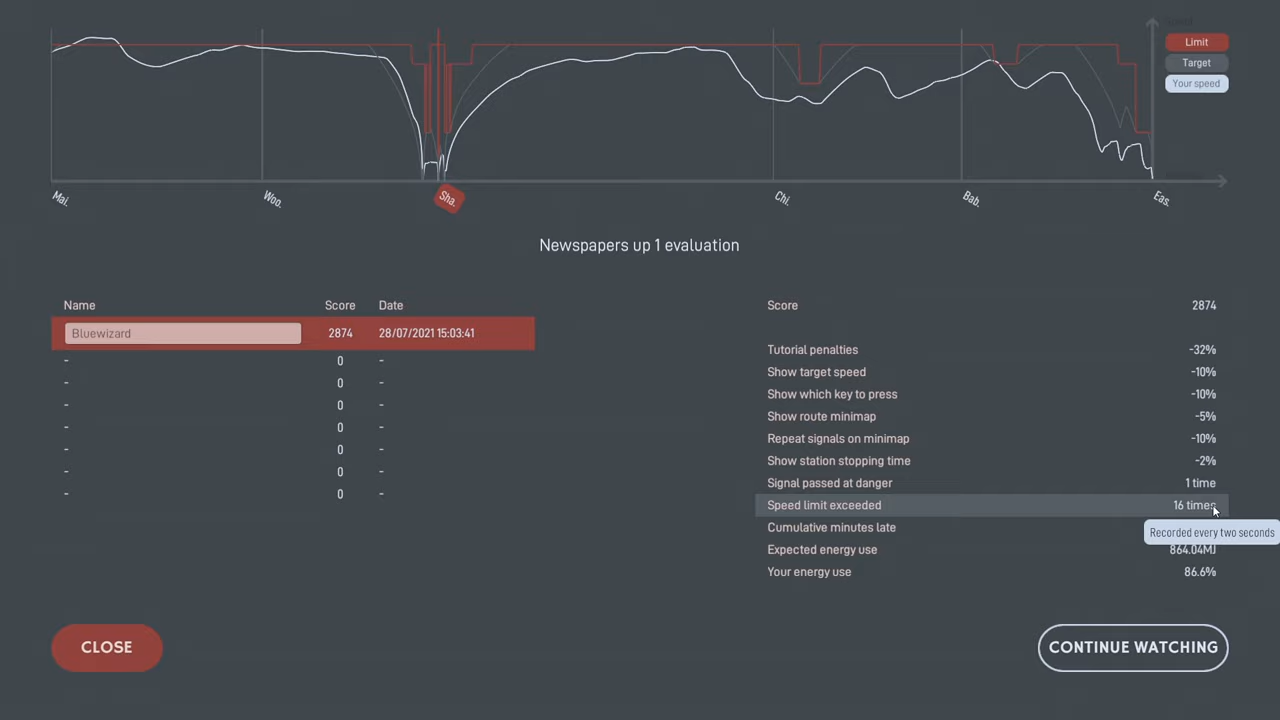 Limit
Target
Your speed
Mai.
Woo.
Sha.
Chi.
Bab.
Eas.
Newspapers up 1 evaluation
Name Score Date
Bluewizard 2874 28/07/2021 15:03:41
- 0 -
- 0 -
- 0 -
- 0 -
- 0 -
- 0 -
- 0 -
Score 2874
Tutorial penalties -32%
Show target speed -10%
Show which key to press -10%
Show route minimap -5%
Repeat signals on minimap -10%
Show station stopping time -2%
Signal passed at danger 1 time
Speed limit exceeded 16 times
Cumulative minutes late
Recorded every two seconds
Expected energy use 864.04MJ
Your energy use 86.6%
CLOSE
CONTINUE WATCHING